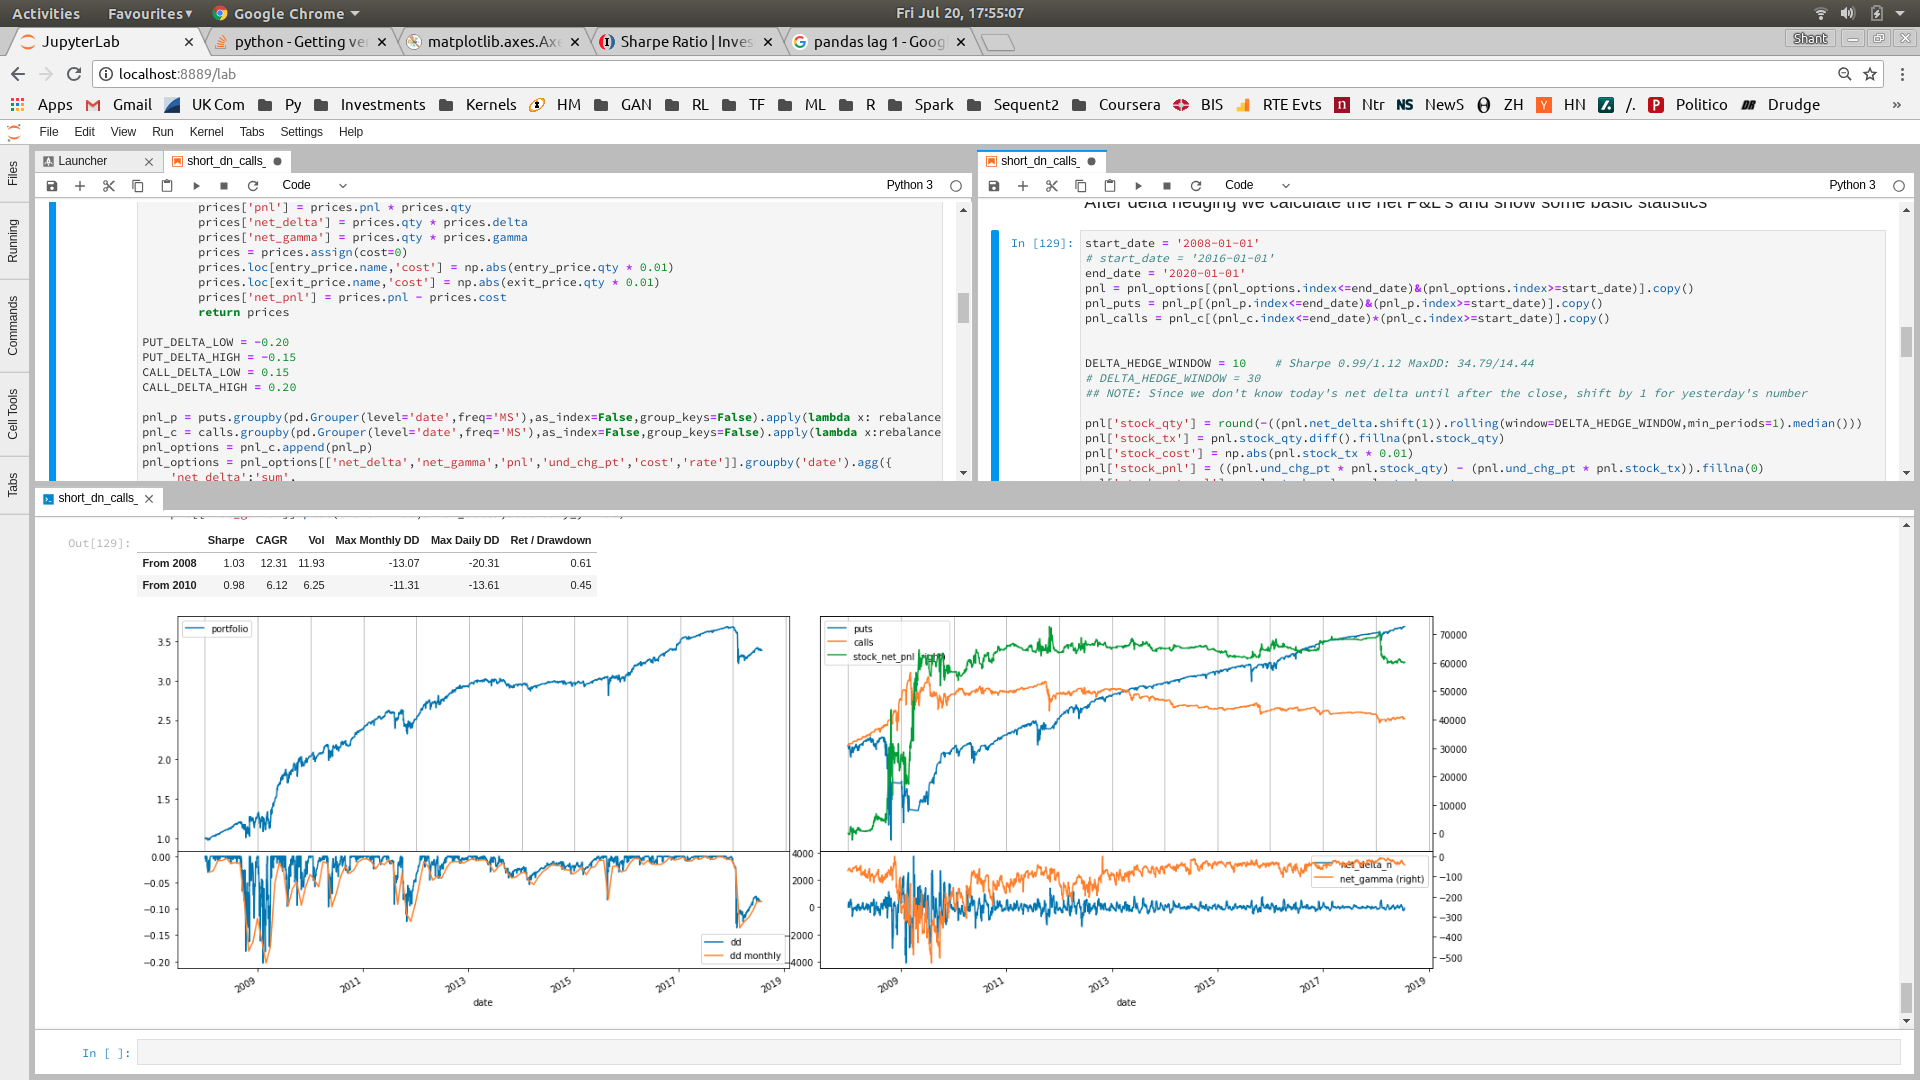 Activities
Favourites
Google Chrome
Fri Jul 20, 17:55:07
JupyterLab
python - Getting ve
matplotlib.axes.Ax
Sharpe Ratio | Inves
pandas lag 1 - Goog
Shant
localhost:8889/lab
Apps
Gmail
UK Com
Py
Investments
Kernels
HM
GAN
RL
TF
ML
R
Spark
Sequent2
Coursera
BIS
RTE Evts
n
Ntr
NS
NewS
ZH
Y
HN
/.
P
Politico
DR
Drudge
»
File
Edit
View
Run
Kernel
Tabs
Settings
Help
Files
Running
Commands
Cell Tools
Tabs
Launcher
short_dn_calls_
Code
Python 3
prices['pnl'] = prices.pnl * prices.qty
prices['net_delta'] = prices.qty * prices.delta
prices['net_gamma'] = prices.qty * prices.gamma
prices = prices.assign(cost=0)
prices.loc[entry_price.name,'cost'] = np.abs(entry_price.qty * 0.01)
prices.loc[exit_price.name,'cost'] = np.abs(exit_price.qty * 0.01)
prices['net_pnl'] = prices.pnl - prices.cost
return prices
PUT_DELTA_LOW = -0.20
PUT_DELTA_HIGH = -0.15
CALL_DELTA_LOW = 0.15
CALL_DELTA_HIGH = 0.20
pnl_p = puts.groupby(pd.Grouper(level='date',freq='MS'),as_index=False,group_keys=False).apply(lambda x: rebalance
pnl_c = calls.groupby(pd.Grouper(level='date',freq='MS'),as_index=False,group_keys=False).apply(lambda x:rebalance
pnl_options = pnl_c.append(pnl_p)
pnl_options = pnl_options[['net_delta','net_gamma','pnl','und_chg_pt','cost','rate']].groupby('date').agg({
'net_delta':'sum',
short_dn_calls_
Code
Python 3
After delta hedging we calculate the net P&L's and show some basic statistics
In [129]:
start_date = '2008-01-01'
# start_date = '2016-01-01'
end_date = '2020-01-01'
pnl = pnl_options[(pnl_options.index<=end_date)&(pnl_options.index>=start_date)].copy()
pnl_puts = pnl_p[(pnl_p.index<=end_date)&(pnl_p.index>=start_date)].copy()
pnl_calls = pnl_c[(pnl_c.index<=end_date)*(pnl_c.index>=start_date)].copy()
DELTA_HEDGE_WINDOW = 10 # Sharpe 0.99/1.12 MaxDD: 34.79/14.44
# DELTA_HEDGE_WINDOW = 30
## NOTE: Since we don't know today's net delta until after the close, shift by 1 for yesterday's number
pnl['stock_qty'] = round(-((pnl.net_delta.shift(1)).rolling(window=DELTA_HEDGE_WINDOW,min_periods=1).median()))
pnl['stock_tx'] = pnl.stock_qty.diff().fillna(pnl.stock_qty)
pnl['stock_cost'] = np.abs(pnl.stock_tx * 0.01)
pnl['stock_pnl'] = ((pnl.und_chg_pt * pnl.stock_qty) - (pnl.und_chg_pt * pnl.stock_tx)).fillna(0)
short_dn_calls_
Out[129]:
Sharpe CAGR Vol Max Monthly DD Max Daily DD Ret / Drawdown
From 2008 1.03 12.31 11.93 -13.07 -20.31 0.61
From 2010 0.98 6.12 6.25 -11.31 -13.61 0.45
portfolio
3.5
3.0
2.5
2.0
1.5
1.0
0.00
−0.05
−0.10
−0.15
−0.20
dd
dd monthly
2009
2011
2013
2015
2017
2019
date
puts
calls
stock_net_pnl (right)
70000
60000
50000
40000
30000
20000
10000
0
4000
2000
0
−2000
−4000
net_delta_n
net_gamma (right)
0
−100
−200
−300
−400
−500
2009
2011
2013
2015
2017
2019
date
In [ ]: